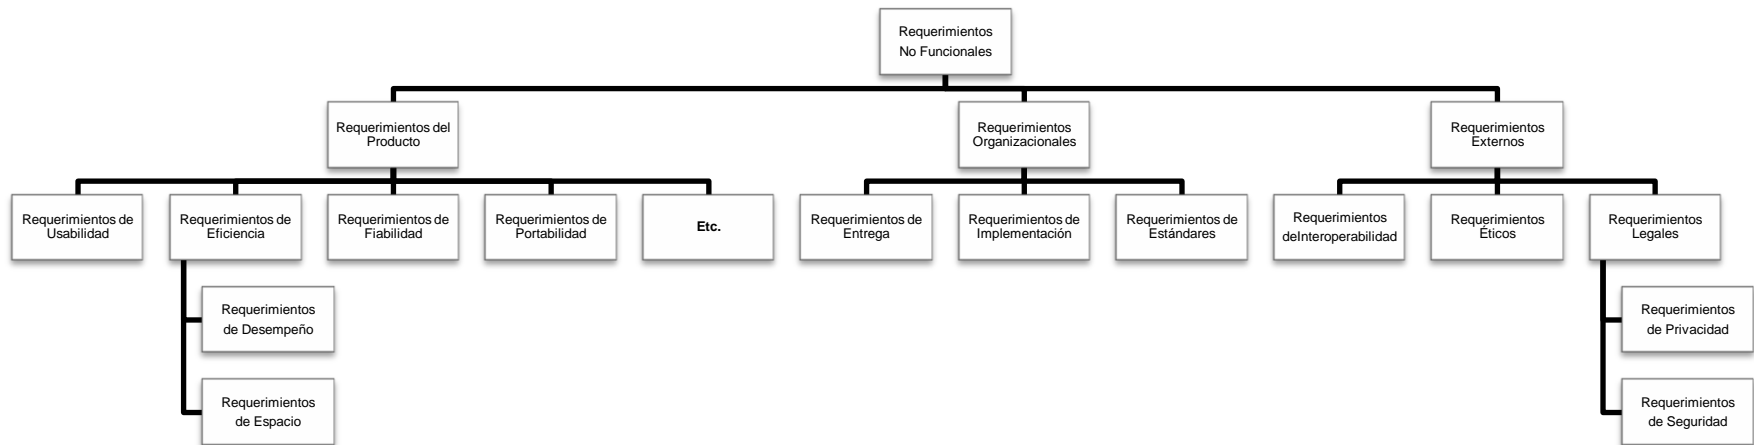 Requerimientos
No Funcionales
Requerimientos del
Producto
Requerimientos
Organizacionales
Requerimientos
Externos
Requerimientos de
Usabilidad
Requerimientos de
Eficiencia
Requerimientos de
Fiabilidad
Requerimientos de
Portabilidad
Etc.
Requerimientos de
Entrega
Requerimientos de
Implementación
Requerimientos de
Estándares
Requerimientos
deInteroperabilidad
Requerimientos
Éticos
Requerimientos
Legales
Requerimientos
de Desempeño
Requerimientos
de Espacio
Requerimientos
de Privacidad
Requerimientos
de Seguridad